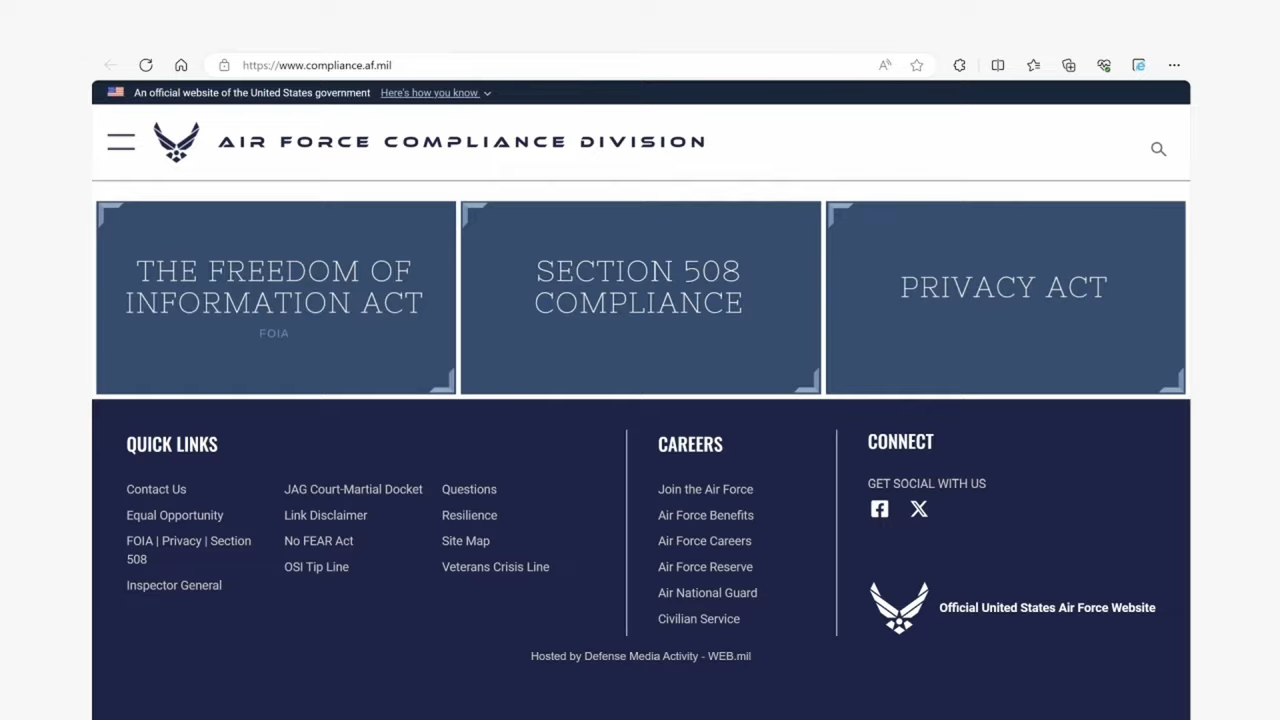 https://www.compliance.af.mil
An official website of the United States government Here's how you know
AIR FORCE COMPLIANCE DIVISION
THE FREEDOM OF
INFORMATION ACT
FOIA
SECTION 508
COMPLIANCE
PRIVACY ACT
QUICK LINKS
Contact Us
Equal Opportunity
FOIA | Privacy | Section
508
Inspector General
JAG Court-Martial Docket
Link Disclaimer
No FEAR Act
OSI Tip Line
Questions
Resilience
Site Map
Veterans Crisis Line
CAREERS
Join the Air Force
Air Force Benefits
Air Force Careers
Air Force Reserve
Air National Guard
Civilian Service
CONNECT
GET SOCIAL WITH US
Official United States Air Force Website
Hosted by Defense Media Activity - WEB.mil